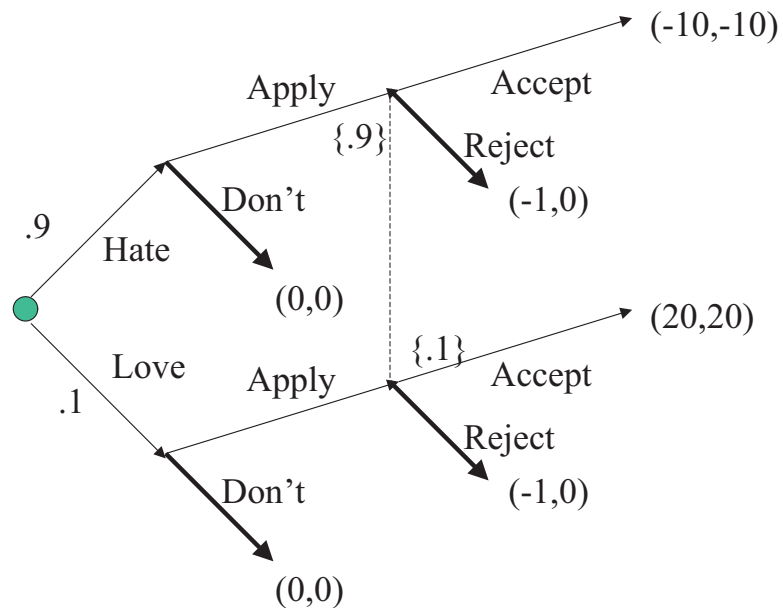 (-10,-10)
Apply
Accept
{.9}
Reject
Don't
(-1,0)
.9
Hate
(0,0)
(20,20)
Love
{.1}
Apply
Accept
.1
Reject
Don't
(-1,0)
(0,0)